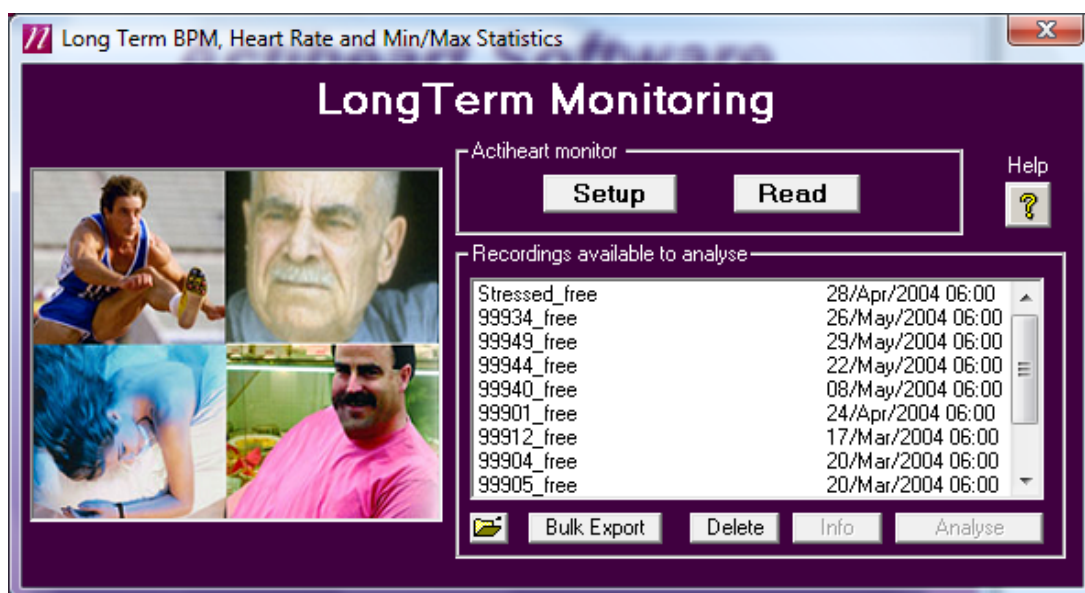 Long Term BPM, Heart Rate and Min/Max Statistics
Actiheart Software
LongTerm Monitoring
Actiheart monitor
Setup Read
Help
?
Recordings available to analyse
Stressed_free 28/Apr/2004 06:00
99934_free 26/May/2004 06:00
99949_free 29/May/2004 06:00
99944_free 22/May/2004 06:00
99940_free 08/May/2004 06:00
99901_free 24/Apr/2004 06:00
99912_free 17/Mar/2004 06:00
99904_free 20/Mar/2004 06:00
99905_free 20/Mar/2004 06:00
Bulk Export Delete Info Analyse